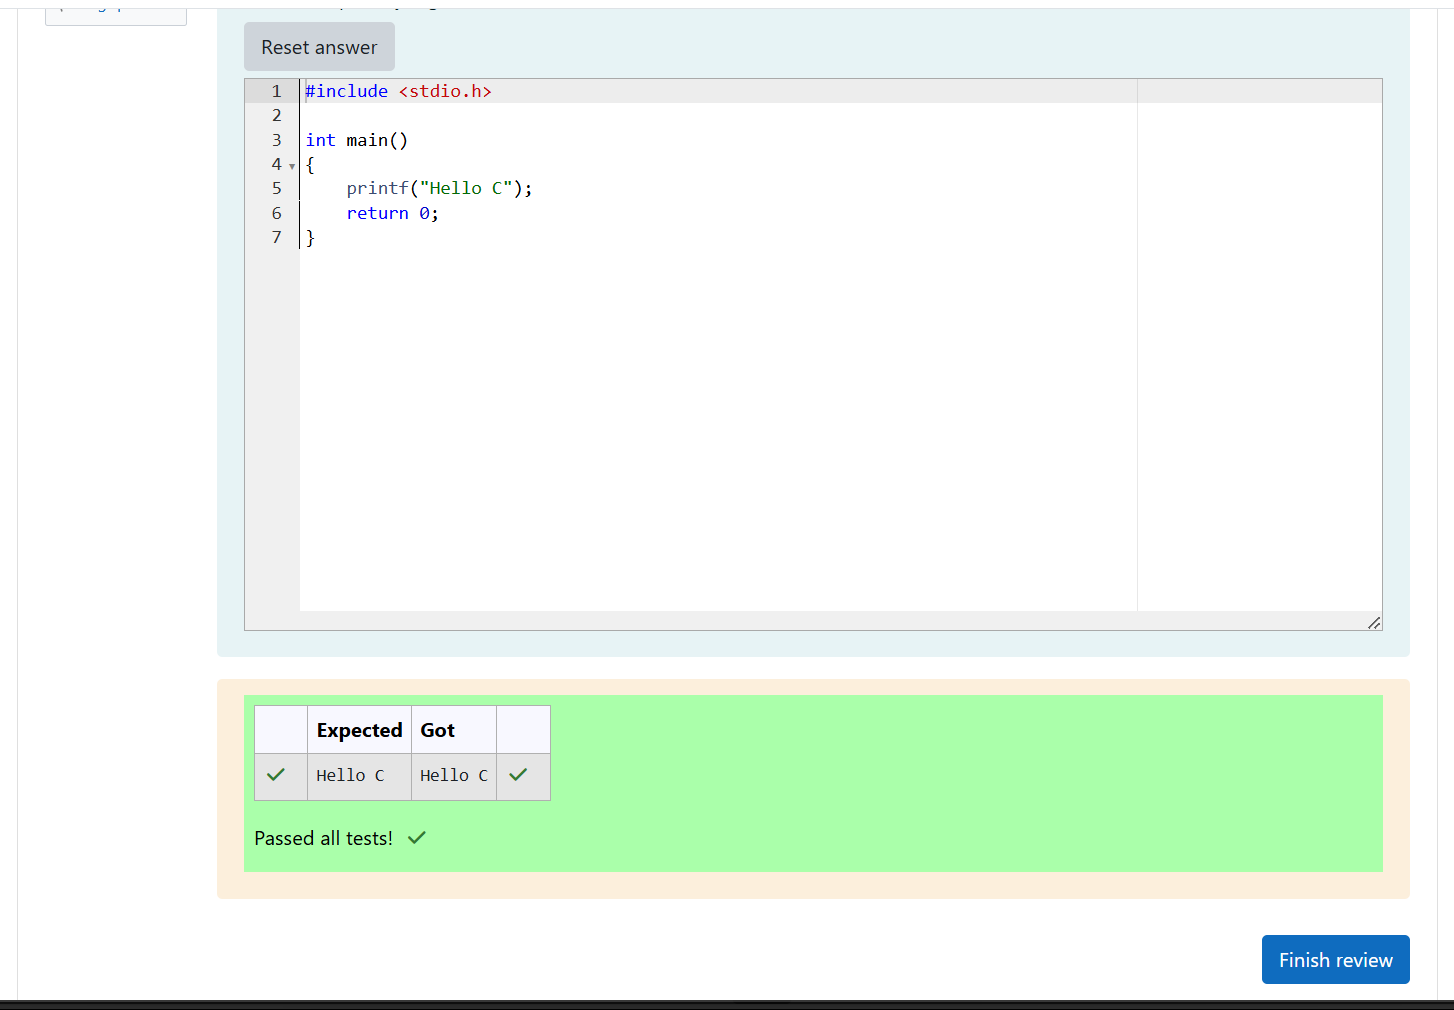 Reset answer
1 #include <stdio.h>
2
3 int main()
4 {
5     printf("Hello C");
6     return 0;
7 }
Expected Got
Hello C Hello C
Passed all tests!
Finish review